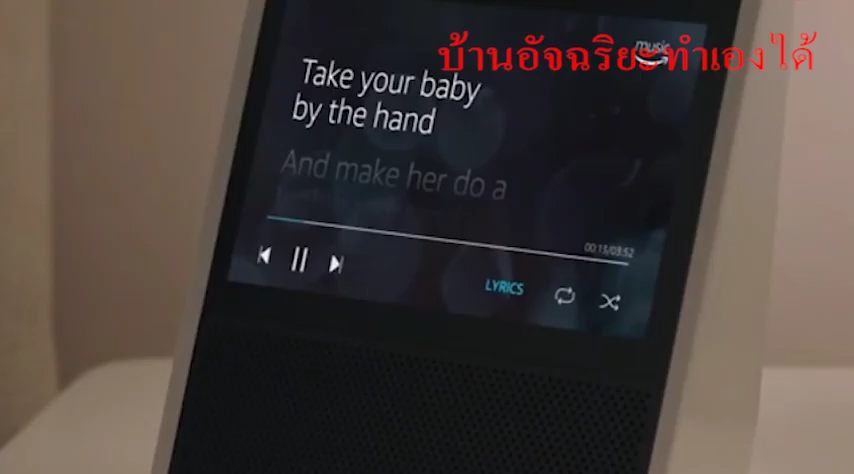 บ้านอัจฉริยะทำเองได้
music
Take your baby
by the hand
And make her do a
00:13/03:52
LYRICS